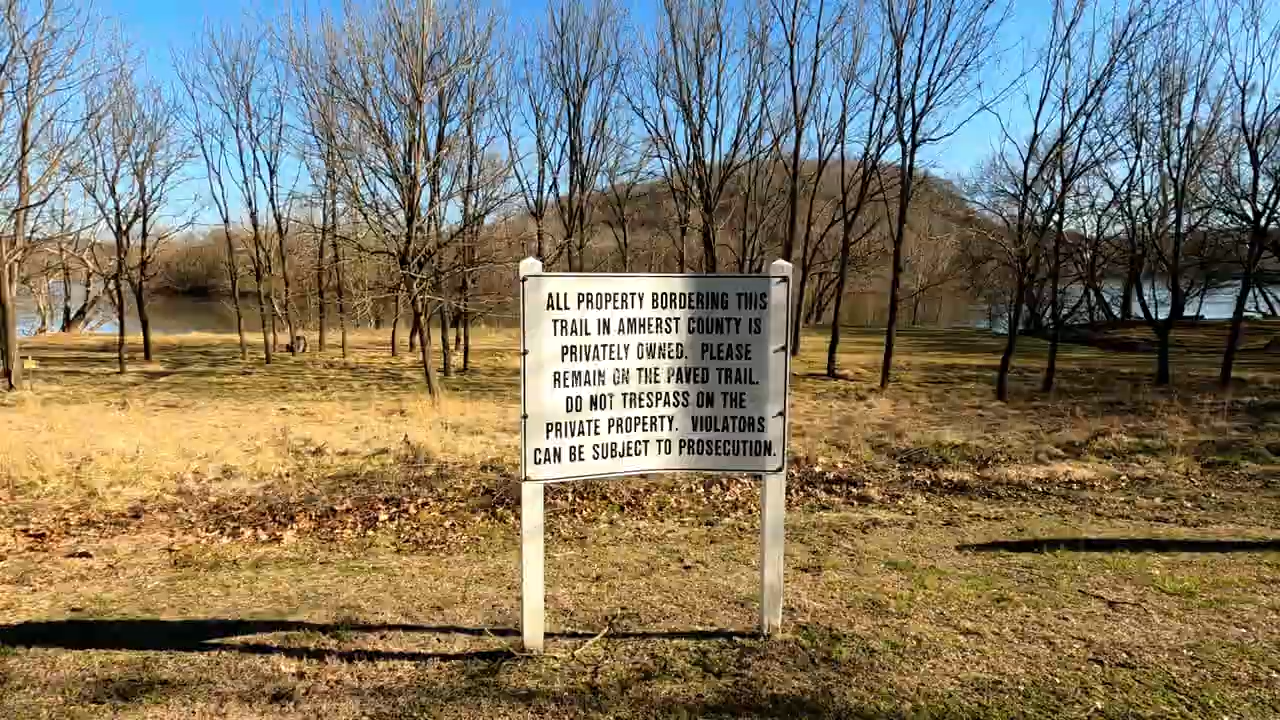 ALL PROPERTY BORDERING THIS
TRAIL IN AMHERST COUNTY IS
PRIVATELY OWNED. PLEASE
REMAIN ON THE PAVED TRAIL.
DO NOT TRESPASS ON THE
PRIVATE PROPERTY. VIOLATORS
CAN BE SUBJECT TO PROSECUTION.